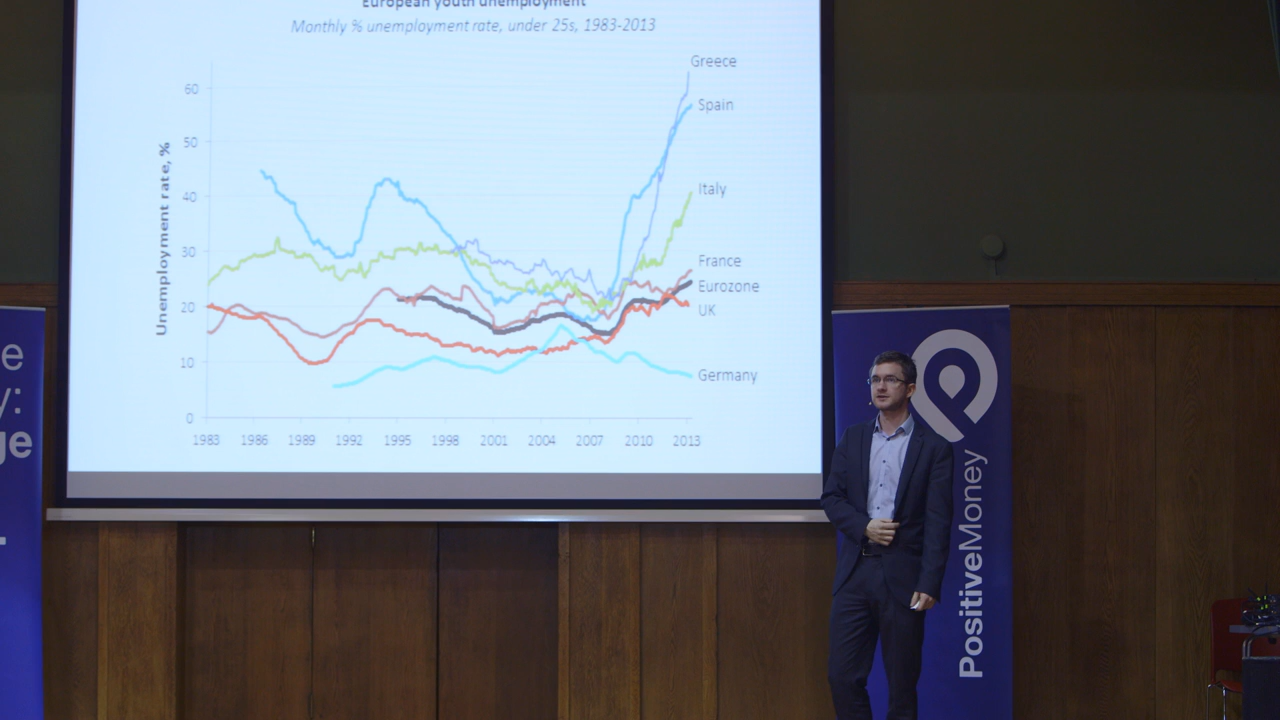 European youth unemployment
Monthly % unemployment rate, under 25s, 1983-2013
Unemployment rate, %
60
50
40
30
20
10
0
1983 1986 1989 1992 1995 1998 2001 2004 2007 2010 2013
Greece
Spain
Italy
France
Eurozone
UK
Germany
e
y:
ge
PositiveMoney